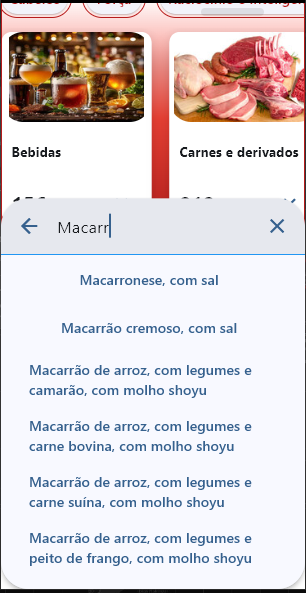 Bebidas
Carnes e derivados
Macarr
Macarronese, com sal
Macarrão cremoso, com sal
Macarrão de arroz, com legumes e
camarão, com molho shoyu
Macarrão de arroz, com legumes e
carne bovina, com molho shoyu
Macarrão de arroz, com legumes e
carne suína, com molho shoyu
Macarrão de arroz, com legumes e
peito de frango, com molho shoyu